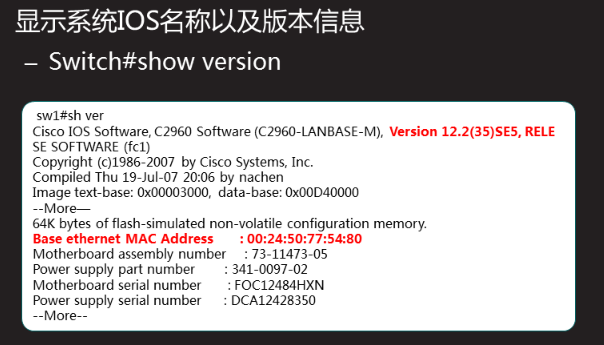 显示系统IOS名称以及版本信息
– Switch#show version
sw1#sh ver
Cisco IOS Software, C2960 Software (C2960-LANBASE-M), Version 12.2(35)SE5, RELE
SE SOFTWARE (fc1)
Copyright (c)1986-2007 by Cisco Systems, Inc.
Compiled Thu 19-Jul-07 20:06 by nachen
Image text-base: 0x00003000, data-base: 0x00D40000
--More—
64K bytes of flash-simulated non-volatile configuration memory.
Base ethernet MAC Address : 00:24:50:77:54:80
Motherboard assembly number : 73-11473-05
Power supply part number : 341-0097-02
Motherboard serial number : FOC12484HXN
Power supply serial number : DCA12428350
--More--